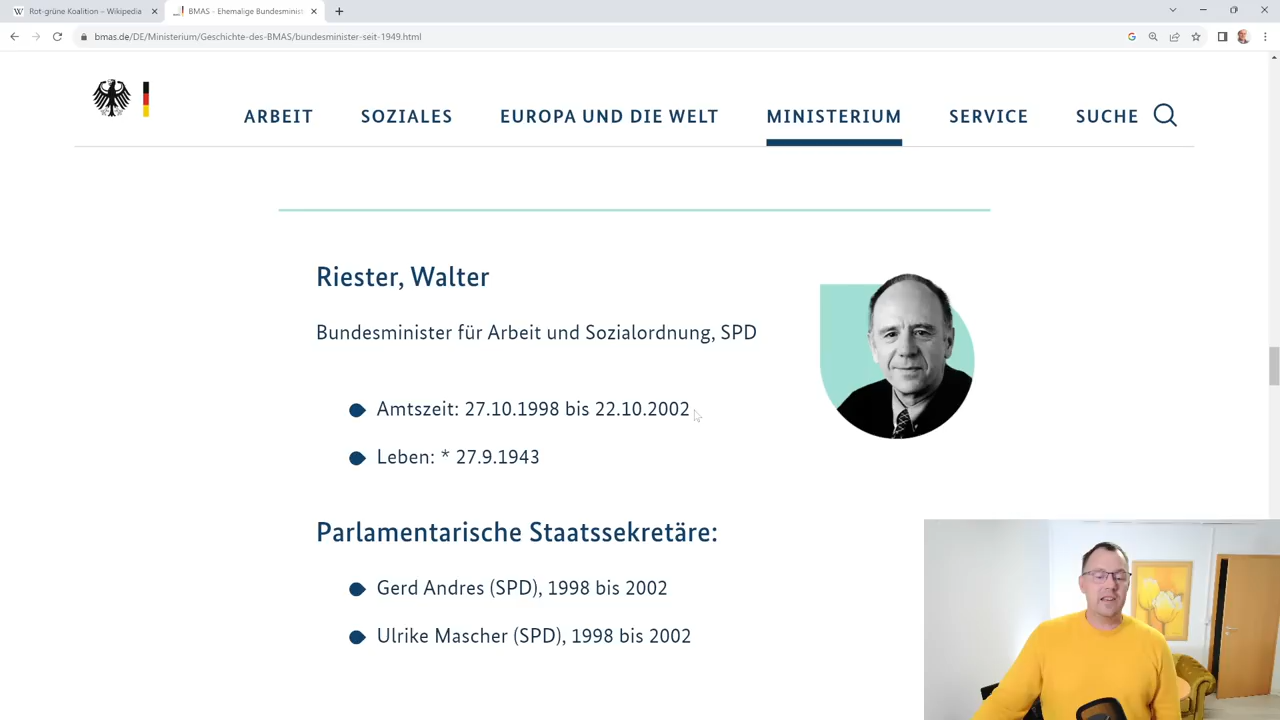 Rot-grüne Koalition – Wikipedia
BMAS - Ehemalige Bundesminist
bmas.de/DE/Ministerium/Geschichte-des-BMAS/bundesminister-seit-1949.html
ARBEIT SOZIALES EUROPA UND DIE WELT MINISTERIUM SERVICE SUCHE
Riester, Walter
Bundesminister für Arbeit und Sozialordnung, SPD
Amtszeit: 27.10.1998 bis 22.10.2002
Leben: * 27.9.1943
Parlamentarische Staatssekretäre:
Gerd Andres (SPD), 1998 bis 2002
Ulrike Mascher (SPD), 1998 bis 2002